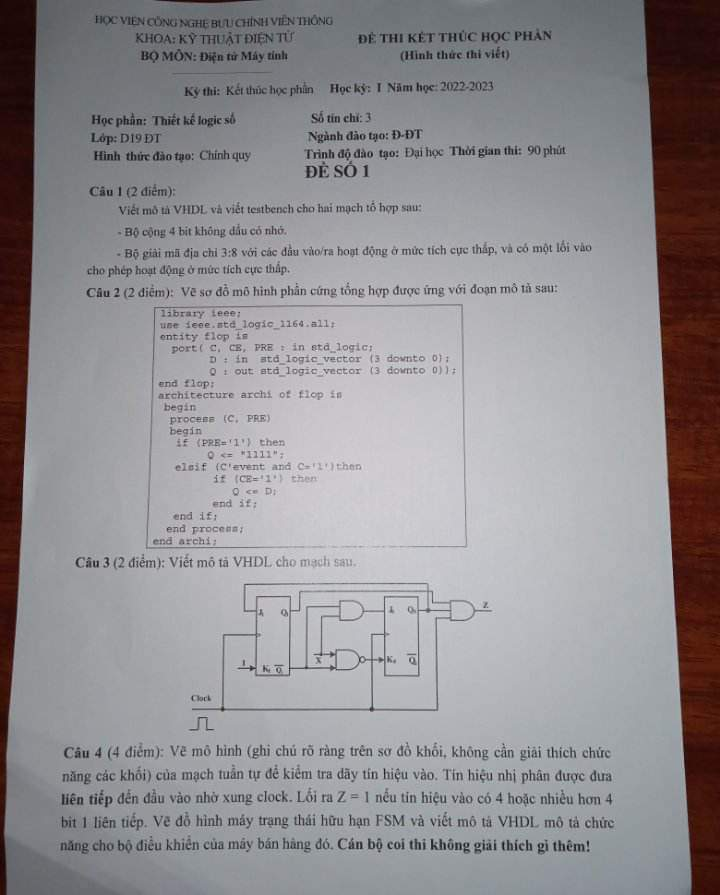 HỌC VIỆN CÔNG NGHỆ BƯU CHÍNH VIỄN THÔNG
KHOA: KỸ THUẬT ĐIỆN TỬ
BỘ MÔN: Điện tử Máy tính
ĐỀ THI KẾT THÚC HỌC PHẦN
(Hình thức thi viết)
Kỳ thi: Kết thúc học phần Học kỳ: I Năm học: 2022-2023
Học phần: Thiết kế logic số Số tín chỉ: 3
Lớp: D19 ĐT Ngành đào tạo: Đ-ĐT
Hình thức đào tạo: Chính quy Trình độ đào tạo: Đại học Thời gian thi: 90 phút
ĐỀ SỐ 1
Câu 1 (2 điểm):
Viết mô tả VHDL và viết testbench cho hai mạch tổ hợp sau:
- Bộ cộng 4 bit không dấu có nhớ.
- Bộ giải mã địa chỉ 3:8 với các đầu vào/ra hoạt động ở mức tích cực thấp, và có một lối vào
cho phép hoạt động ở mức tích cực thấp.
Câu 2 (2 điểm): Vẽ sơ đồ mô hình phần cứng tổng hợp được ứng với đoạn mô tả sau:
library ieee;
use ieee.std_logic_1164.all;
entity flop is
port( C, CE, PRE : in std_logic;
D : in std_logic_vector (3 downto 0);
Q : out std_logic_vector (3 downto 0));
end flop;
architecture archi of flop is
begin
process (C, PRE)
begin
if (PRE='1') then
Q <= "1111";
elsif (C'event and C='1')then
if (CE='1') then
Q <= D;
end if;
end if;
end process;
end archi;
Câu 3 (2 điểm): Viết mô tả VHDL cho mạch sau.
Z
1
X
Clock
Câu 4 (4 điểm): Vẽ mô hình (ghi chú rõ ràng trên sơ đồ khối, không cần giải thích chức
năng các khối) của mạch tuần tự để kiểm tra dãy tín hiệu vào. Tín hiệu nhị phân được đưa
liên tiếp đến đầu vào nhờ xung clock. Lối ra Z = 1 nếu tín hiệu vào có 4 hoặc nhiều hơn 4
bit 1 liên tiếp. Vẽ đồ hình máy trạng thái hữu hạn FSM và viết mô tả VHDL mô tả chức
năng cho bộ điều khiển của máy bán hàng đó. Cán bộ coi thi không giải thích gì thêm!